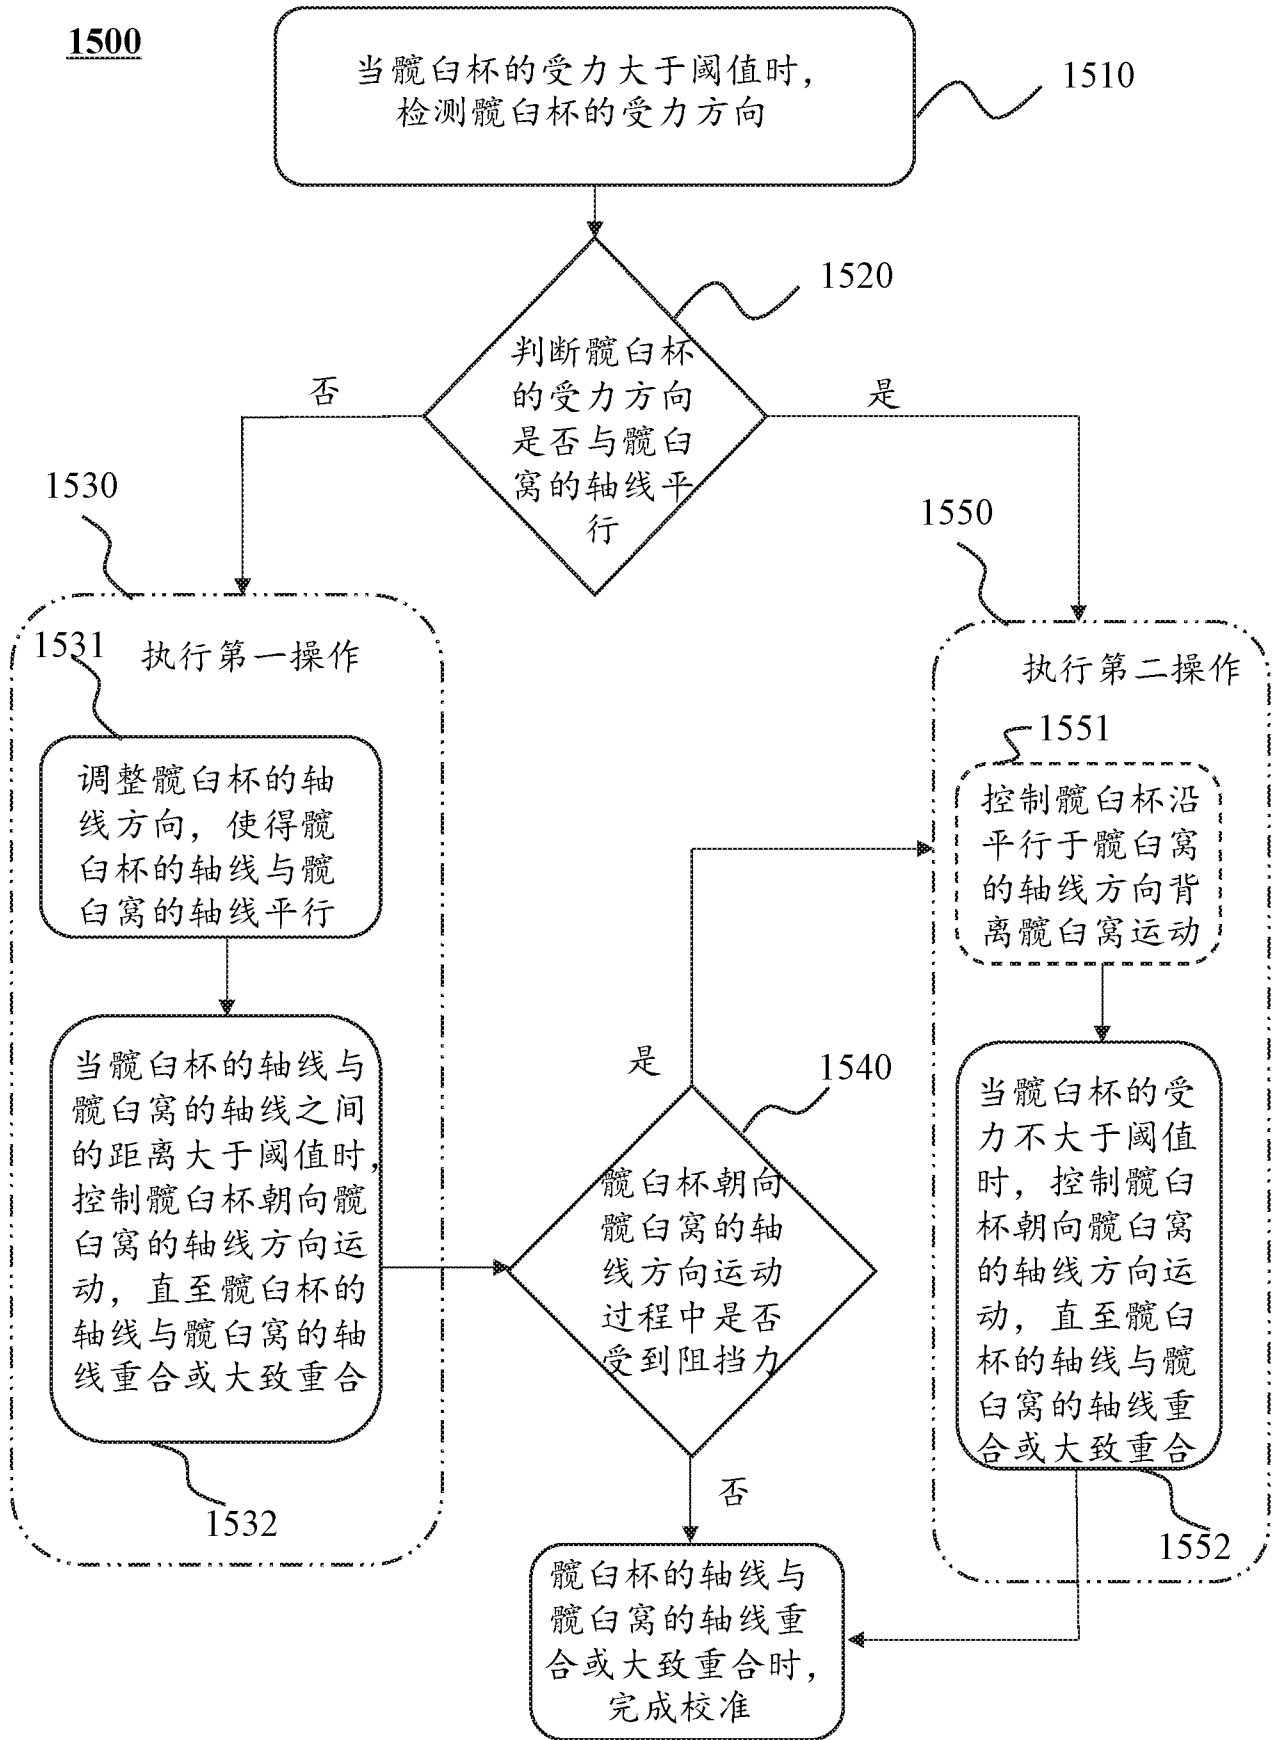 1500
当髋臼杯的受力大于阈值时，
检测髋臼杯的受力方向
1510
1520
判断髋臼杯
的受力方向
是否与髋臼
窝的轴线平
行
否
是
1530
1550
执行第一操作
1531
调整髋臼杯的轴
线方向，使得髋
臼杯的轴线与髋
臼窝的轴线平行
当髋臼杯的轴线与
髋臼窝的轴线之间
的距离大于阈值时，
控制髋臼杯朝向髋
臼窝的轴线方向运
动，直至髋臼杯的
轴线与髋臼窝的轴
线重合或大致重合
1532
是
1540
髋臼杯朝向
髋臼窝的轴
线方向运动
过程中是否
受到阻挡力
否
执行第二操作
1551
控制髋臼杯沿
平行于髋臼窝
的轴线方向背
离髋臼窝运动
当髋臼杯的受
力不大于阈值
时，控制髋臼
杯朝向髋臼窝
的轴线方向运
动，直至髋臼
杯的轴线与髋
臼窝的轴线重
合或大致重合
1552
髋臼杯的轴线与
髋臼窝的轴线重
合或大致重合时，
完成校准